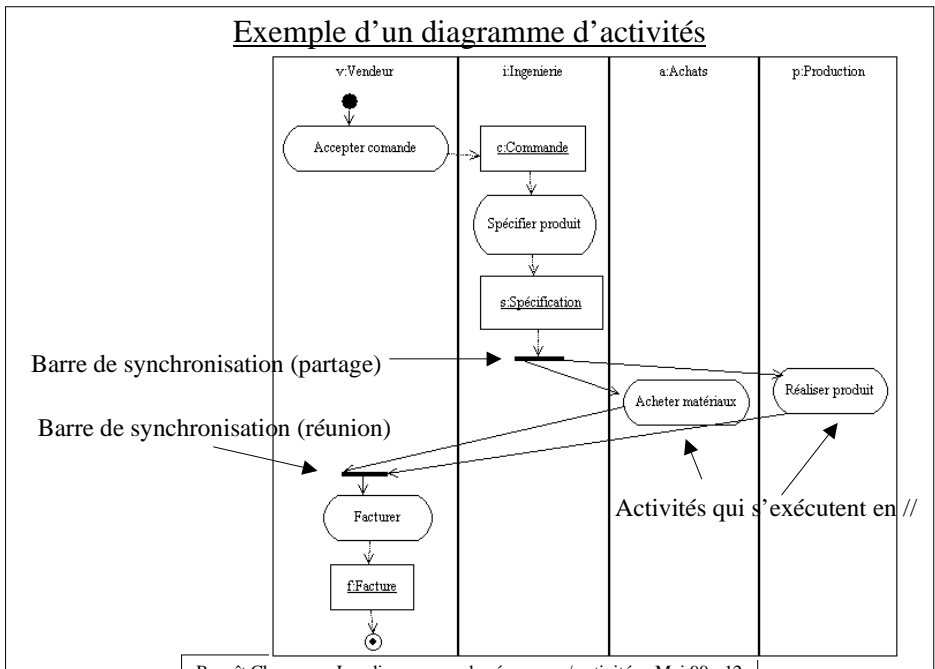 Exemple d'un diagramme d'activités
v:Vendeur
i:Ingenierie
a:Achats
p:Production
Accepter comande
c:Commande
Spécifier produit
s:Spécification
Barre de synchronisation (partage)
Réaliser produit
Acheter matériaux
Barre de synchronisation (réunion)
Activités qui s'exécutent en //
Facturer
f:Facture